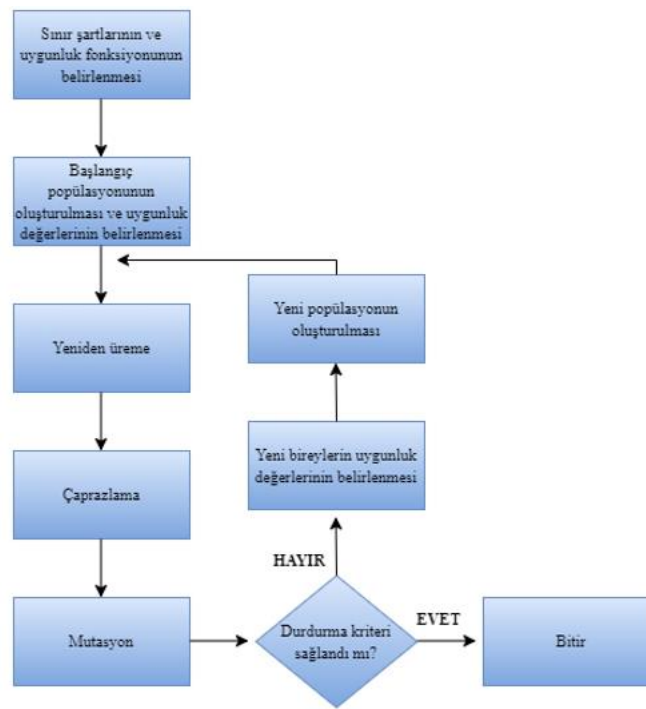 Sınır şartlarının ve
uygunluk fonksiyonunun
belirlenmesi
Başlangıç
popülasyonunun
oluşturulması ve uygunluk
değerlerinin belirlenmesi
Yeniden üreme
Çaprazlama
Mutasyon
Durdurma kriteri
sağlandı mı?
HAYIR
Yeni bireylerin uygunluk
değerlerinin belirlenmesi
Yeni popülasyonun
oluşturulması
EVET
Bitir